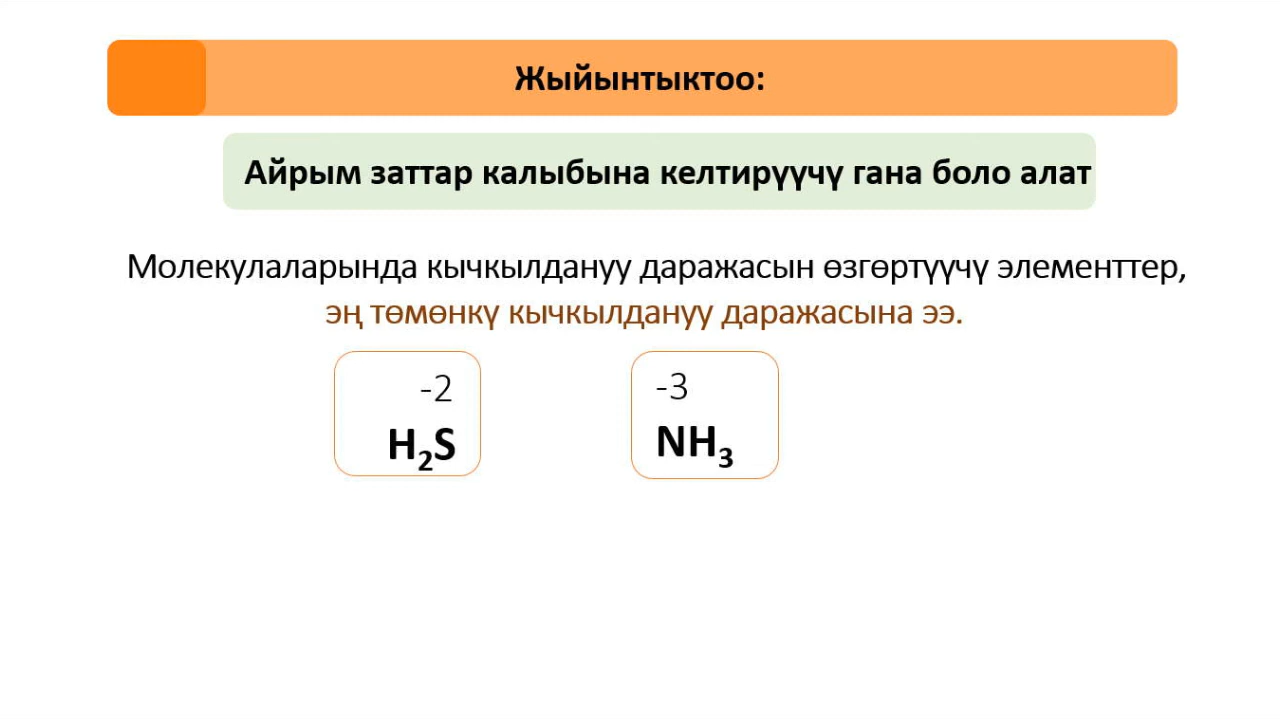 Жыйынтыктоо:
Айрым заттар калыбына келтирүүчү гана боло алат
Молекулаларында кычкылдануу даражасын өзгөртүүчү элементтер,
эң төмөнкү кычкылдануу даражасына ээ.
-2
H₂S
-3
NH₃